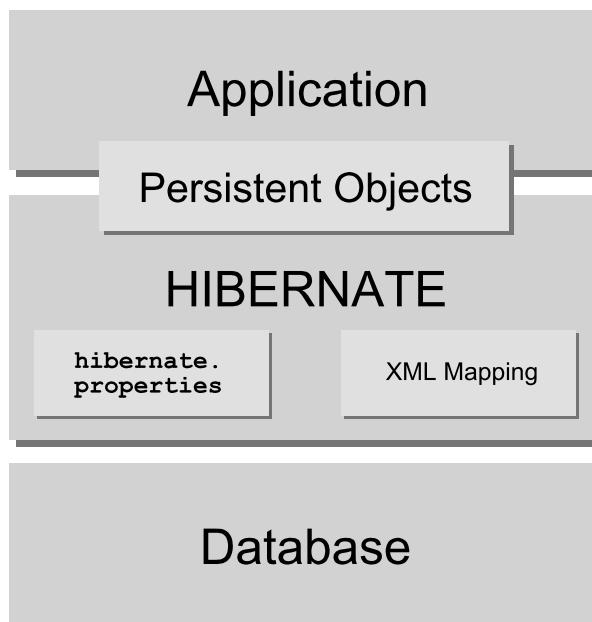 Application
Persistent Objects
HIBERNATE
hibernate.
properties
XML Mapping
Database